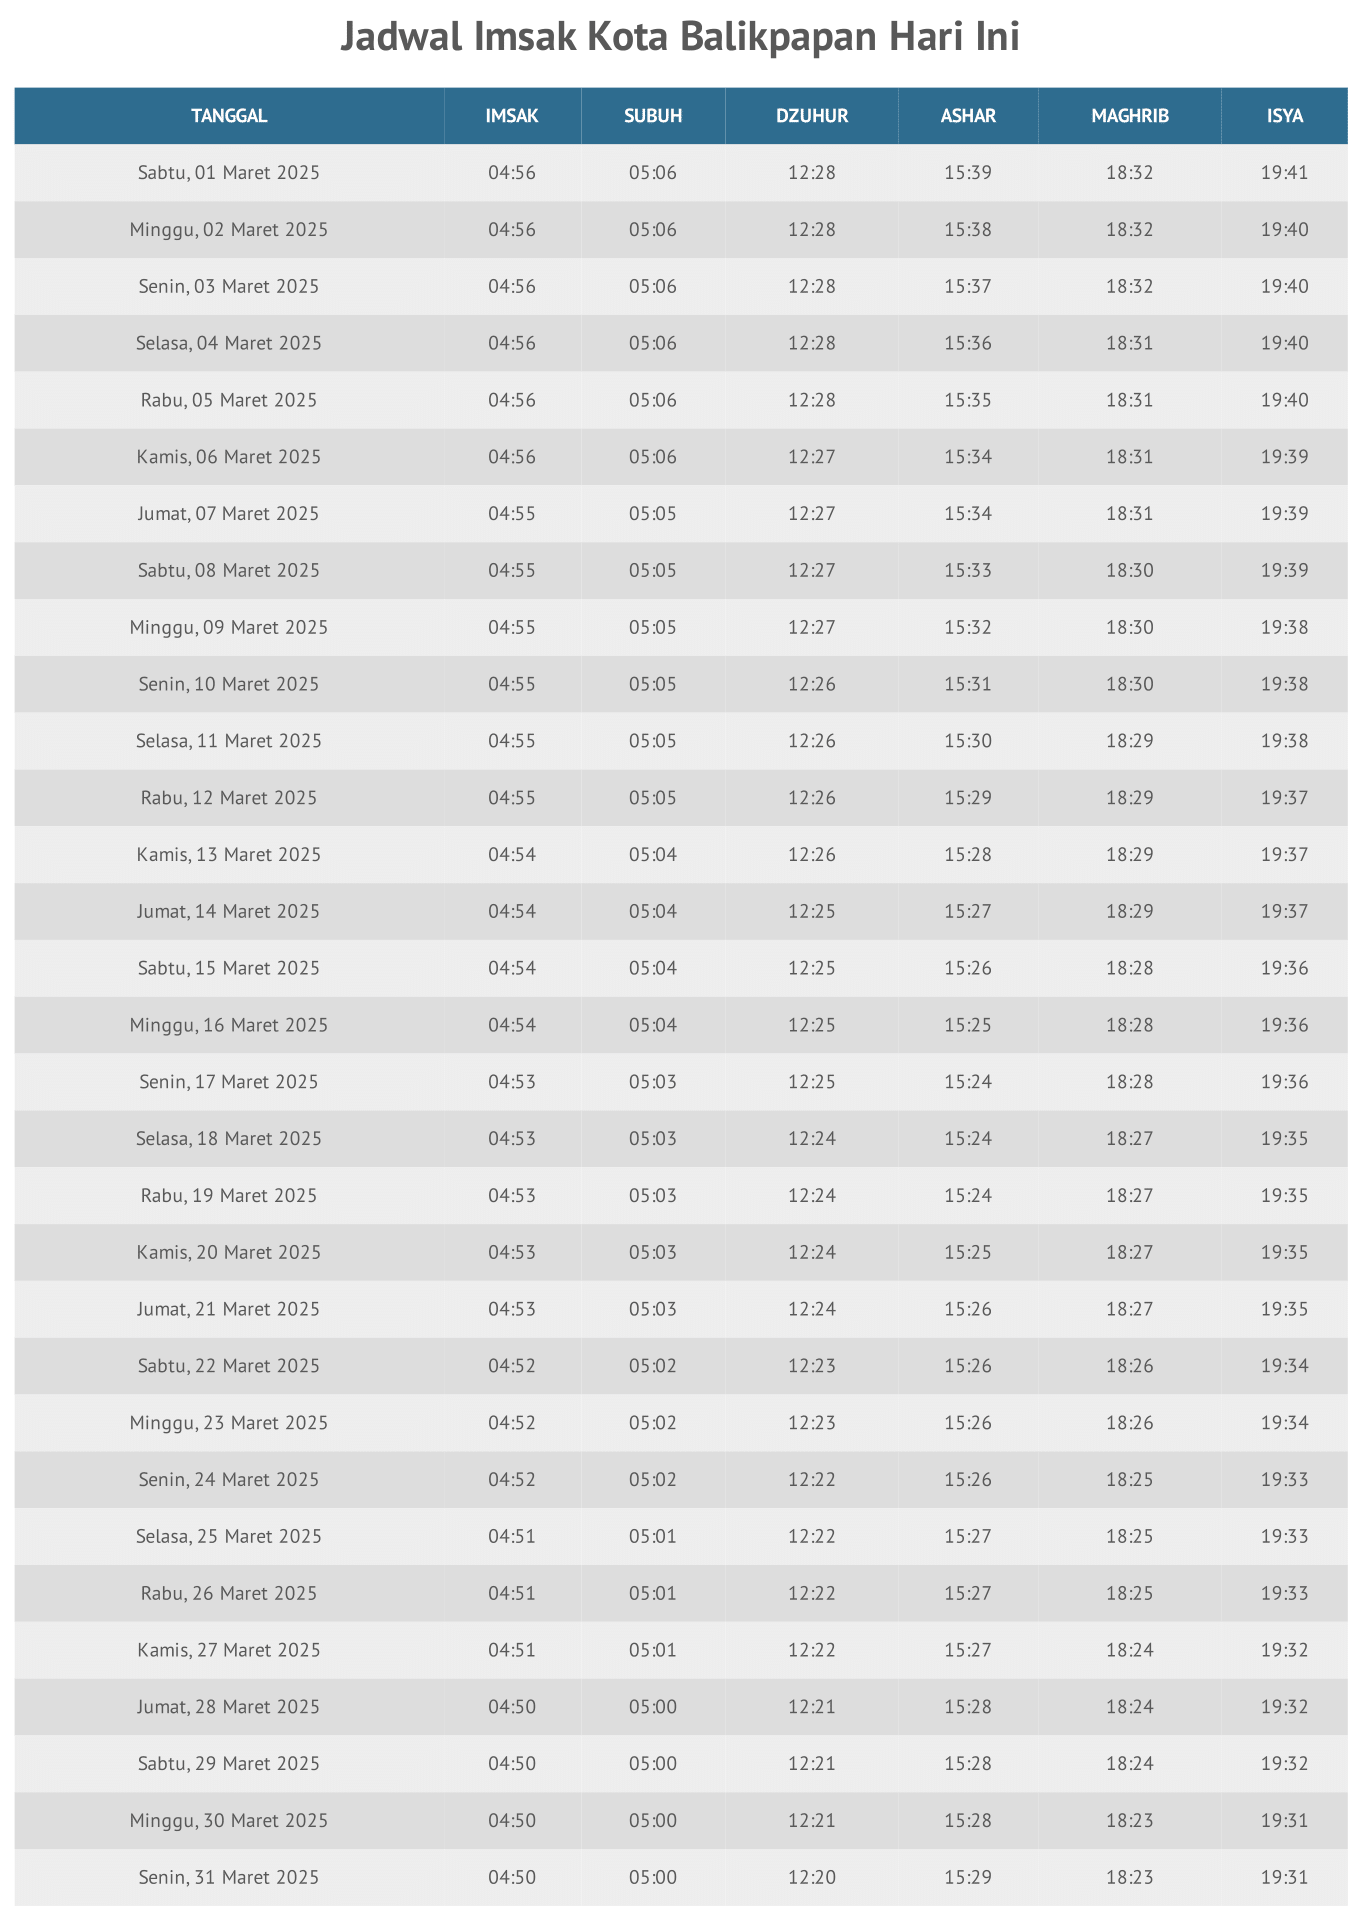 Jadwal Imsak Kota Balikpapan Hari Ini
TANGGAL IMSAK SUBUH DZUHUR ASHAR MAGHRIB ISYA
Sabtu, 01 Maret 2025 04:56 05:06 12:28 15:39 18:32 19:41
Minggu, 02 Maret 2025 04:56 05:06 12:28 15:38 18:32 19:40
Senin, 03 Maret 2025 04:56 05:06 12:28 15:37 18:32 19:40
Selasa, 04 Maret 2025 04:56 05:06 12:28 15:36 18:31 19:40
Rabu, 05 Maret 2025 04:56 05:06 12:28 15:35 18:31 19:40
Kamis, 06 Maret 2025 04:56 05:06 12:27 15:34 18:31 19:39
Jumat, 07 Maret 2025 04:55 05:05 12:27 15:34 18:31 19:39
Sabtu, 08 Maret 2025 04:55 05:05 12:27 15:33 18:30 19:39
Minggu, 09 Maret 2025 04:55 05:05 12:27 15:32 18:30 19:38
Senin, 10 Maret 2025 04:55 05:05 12:26 15:31 18:30 19:38
Selasa, 11 Maret 2025 04:55 05:05 12:26 15:30 18:29 19:38
Rabu, 12 Maret 2025 04:55 05:05 12:26 15:29 18:29 19:37
Kamis, 13 Maret 2025 04:54 05:04 12:26 15:28 18:29 19:37
Jumat, 14 Maret 2025 04:54 05:04 12:25 15:27 18:29 19:37
Sabtu, 15 Maret 2025 04:54 05:04 12:25 15:26 18:28 19:36
Minggu, 16 Maret 2025 04:54 05:04 12:25 15:25 18:28 19:36
Senin, 17 Maret 2025 04:53 05:03 12:25 15:24 18:28 19:36
Selasa, 18 Maret 2025 04:53 05:03 12:24 15:24 18:27 19:35
Rabu, 19 Maret 2025 04:53 05:03 12:24 15:24 18:27 19:35
Kamis, 20 Maret 2025 04:53 05:03 12:24 15:25 18:27 19:35
Jumat, 21 Maret 2025 04:53 05:03 12:24 15:26 18:27 19:35
Sabtu, 22 Maret 2025 04:52 05:02 12:23 15:26 18:26 19:34
Minggu, 23 Maret 2025 04:52 05:02 12:23 15:26 18:26 19:34
Senin, 24 Maret 2025 04:52 05:02 12:22 15:26 18:25 19:33
Selasa, 25 Maret 2025 04:51 05:01 12:22 15:27 18:25 19:33
Rabu, 26 Maret 2025 04:51 05:01 12:22 15:27 18:25 19:33
Kamis, 27 Maret 2025 04:51 05:01 12:22 15:27 18:24 19:32
Jumat, 28 Maret 2025 04:50 05:00 12:21 15:28 18:24 19:32
Sabtu, 29 Maret 2025 04:50 05:00 12:21 15:28 18:24 19:32
Minggu, 30 Maret 2025 04:50 05:00 12:21 15:28 18:23 19:31
Senin, 31 Maret 2025 04:50 05:00 12:20 15:29 18:23 19:31